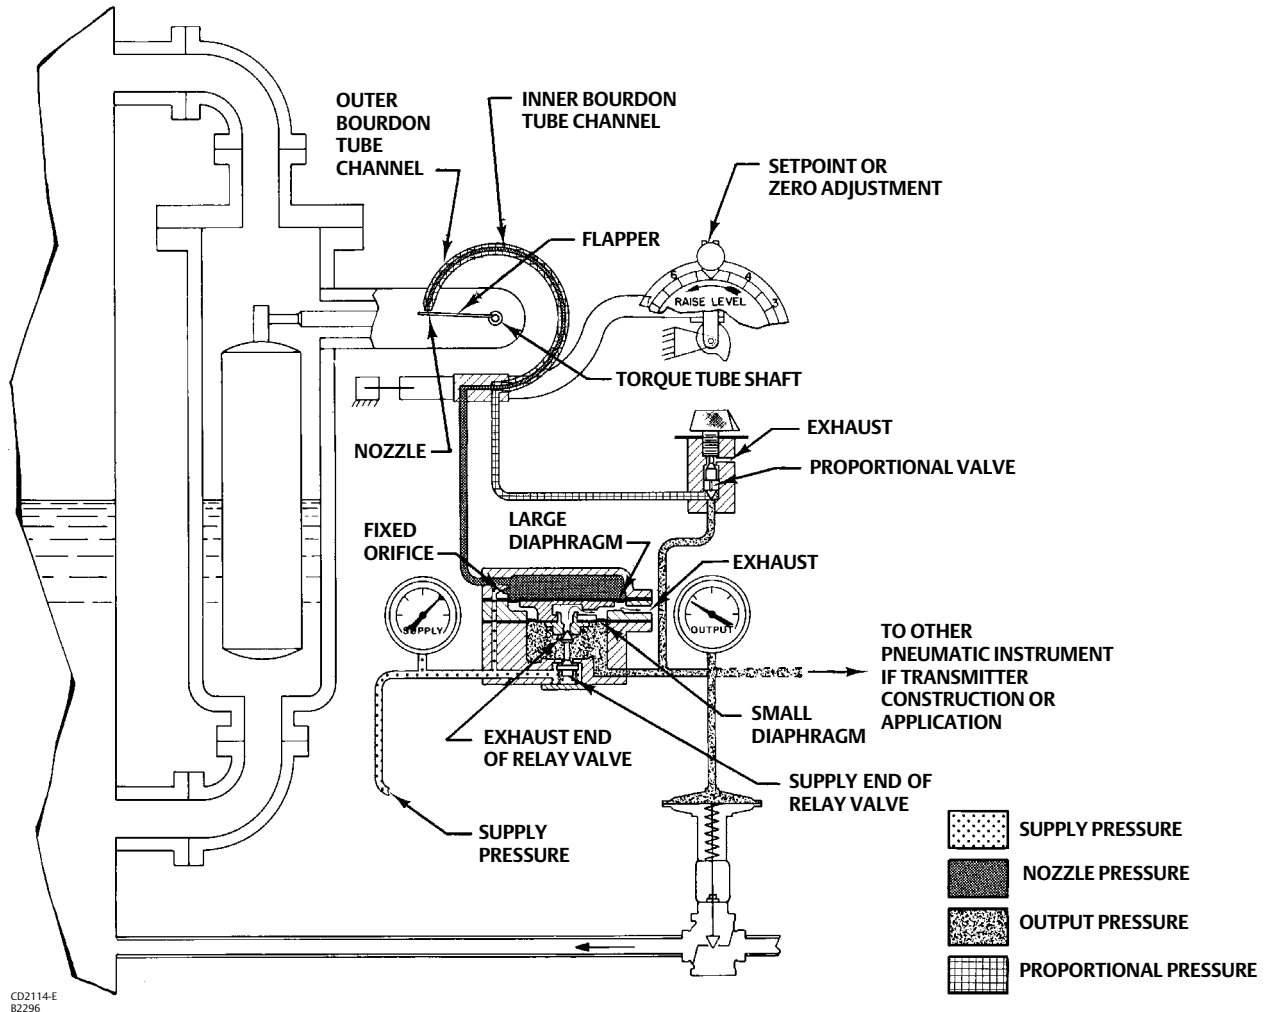 OUTER
BOURDON
TUBE
CHANNEL
INNER BOURDON
TUBE CHANNEL
SETPOINT OR
ZERO ADJUSTMENT
FLAPPER
5
4
3
RAISE LEVEL
TORQUE TUBE SHAFT
NOZZLE
EXHAUST
PROPORTIONAL VALVE
FIXED
ORIFICE
LARGE
DIAPHRAGM
EXHAUST
SUPPLY
OUTPUT
TO OTHER
PNEUMATIC INSTRUMENT
IF TRANSMITTER
CONSTRUCTION OR
APPLICATION
SMALL
DIAPHRAGM
EXHAUST END
OF RELAY VALVE
SUPPLY END OF
RELAY VALVE
SUPPLY
PRESSURE
SUPPLY PRESSURE
NOZZLE PRESSURE
OUTPUT PRESSURE
PROPORTIONAL PRESSURE
CD2114-E
B2296